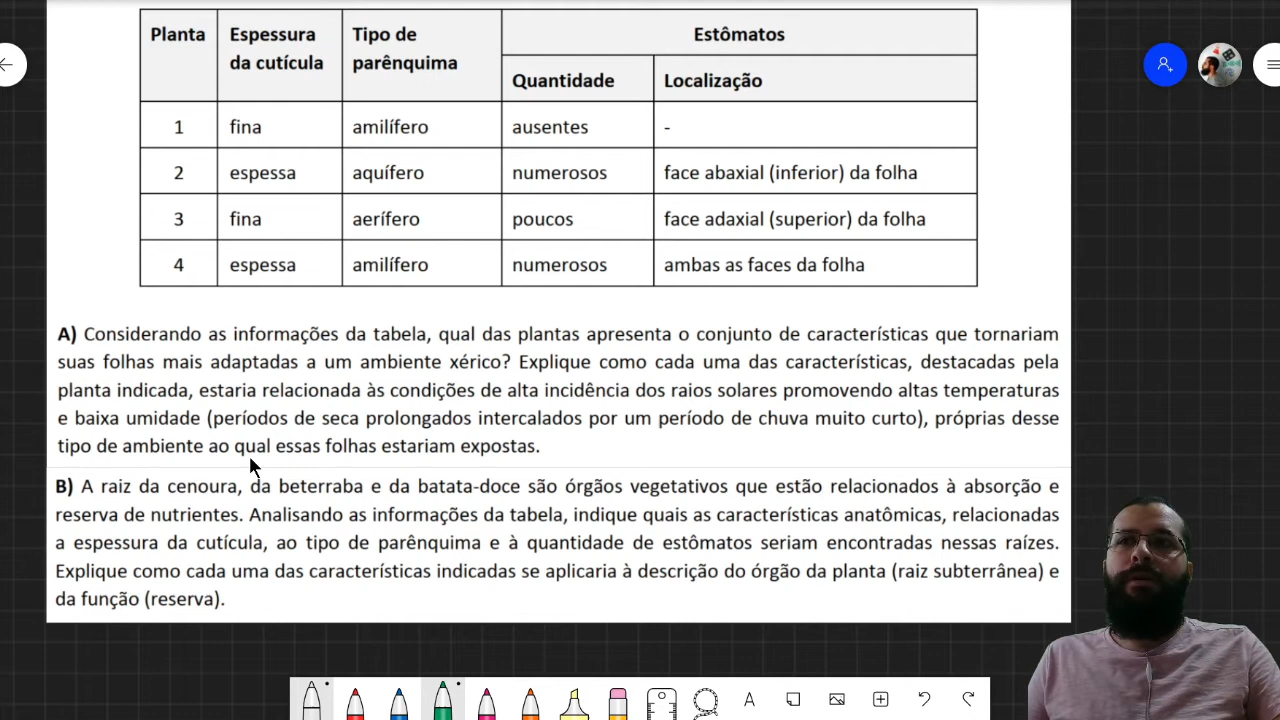 Planta Espessura da cutícula Tipo de parênquima Estômatos
Quantidade Localização
1 fina amilífero ausentes -
2 espessa aquífero numerosos face abaxial (inferior) da folha
3 fina aerífero poucos face adaxial (superior) da folha
4 espessa amilífero numerosos ambas as faces da folha
A) Considerando as informações da tabela, qual das plantas apresenta o conjunto de características que tornariam
suas folhas mais adaptadas a um ambiente xérico? Explique como cada uma das características, destacadas pela
planta indicada, estaria relacionada às condições de alta incidência dos raios solares promovendo altas temperaturas
e baixa umidade (períodos de seca prolongados intercalados por um período de chuva muito curto), próprias desse
tipo de ambiente ao qual essas folhas estariam expostas.
B) A raiz da cenoura, da beterraba e da batata-doce são órgãos vegetativos que estão relacionados à absorção e
reserva de nutrientes. Analisando as informações da tabela, indique quais as características anatômicas, relacionadas
a espessura da cutícula, ao tipo de parênquima e à quantidade de estômatos seriam encontradas nessas raízes.
Explique como cada uma das características indicadas se aplicaria à descrição do órgão da planta (raiz subterrânea) e
da função (reserva).
A